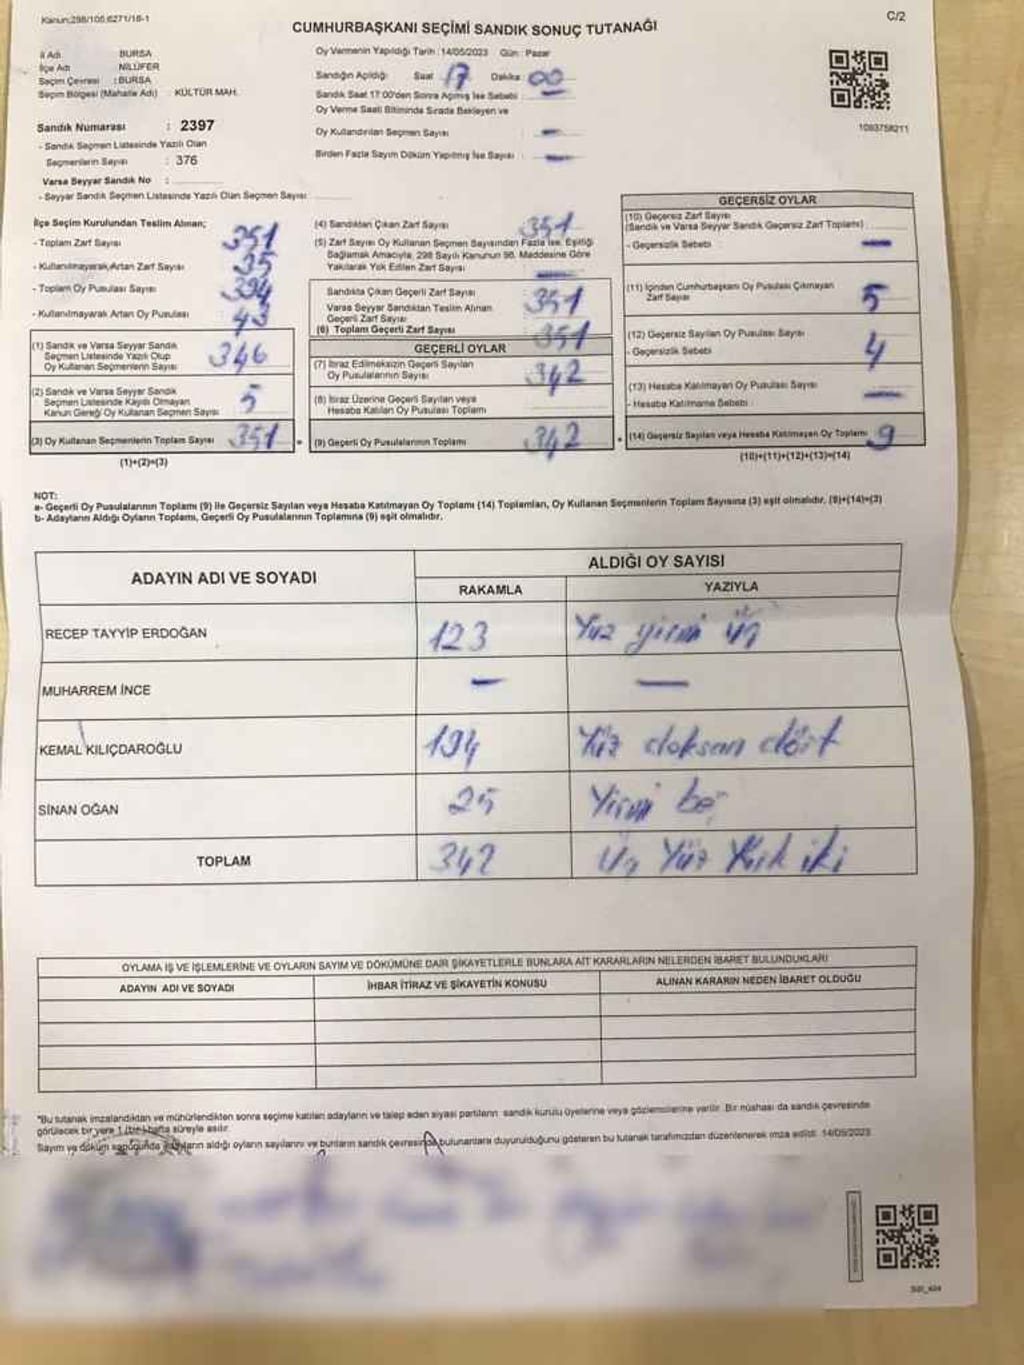 Kanun:298/105,6271/18-1
C/2
CUMHURBAŞKANI SEÇİMİ SANDIK SONUÇ TUTANAĞI
İl Adı BURSA
İlçe Adı NİLÜFER
Seçim Çevresi : BURSA
Seçim Bölgesi (Mahalle Adı) : KÜLTÜR MAH.
Sandık Numarası : 2397
- Sandık Seçmen Listesinde Yazılı Olan
Seçmenlerin Sayısı : 376
Varsa Seyyar Sandık No :
- Seyyar Sandık Seçmen Listesinde Yazılı Olan Seçmen Sayısı
Oy Vermenin Yapıldığı Tarih : 14/05/2023 Gün : Pazar
Sandığın Açıldığı Saat 17 Dakika 00
Sandık Saat 17:00'den Sonra Açılmış İse Sebebi —
Oy Verme Saati Bitiminde Sırada Bekleyen ve
Oy Kullandırılan Seçmen Sayısı : —
Birden Fazla Sayım Döküm Yapılmış İse Sayısı : —
1093758211
İlçe Seçim Kurulundan Teslim Alınan;
- Toplam Zarf Sayısı 351
- Kullanılmayarak Artan Zarf Sayısı 35
- Toplam Oy Pusulası Sayısı 394
- Kullanılmayarak Artan Oy Pusulası 43
(1) Sandık ve Varsa Seyyar Sandık
Seçmen Listesinde Yazılı Olup
Oy Kullanan Seçmenlerin Sayısı 346
(2) Sandık ve Varsa Seyyar Sandık
Seçmen Listesinde Kayıtlı Olmayan
Kanun Gereği Oy Kullanan Seçmen Sayısı 5
(3) Oy Kullanan Seçmenlerin Toplam Sayısı 351
(1)+(2)=(3)
(4) Sandıktan Çıkan Zarf Sayısı 351
(5) Zarf Sayısı Oy Kullanan Seçmen Sayısından Fazla İse, Eşitliği
Sağlamak Amacıyla, 298 Sayılı Kanunun 98. Maddesine Göre
Yakılarak Yok Edilen Zarf Sayısı —
Sandıkta Çıkan Geçerli Zarf Sayısı : 351
Varsa Seyyar Sandıktan Teslim Alınan
Geçerli Zarf Sayısı
(6) Toplam Geçerli Zarf Sayısı : 351
GEÇERLİ OYLAR
(7) İtiraz Edilmeksizin Geçerli Sayılan
Oy Pusulalarının Sayısı 342
(8) İtiraz Üzerine Geçerli Sayılan veya
Hesaba Katılan Oy Pusulası Toplamı
= (9) Geçerli Oy Pusulalarının Toplamı 342
GEÇERSİZ OYLAR
(10) Geçersiz Zarf Sayısı
(Sandık ve Varsa Seyyar Sandık Geçersiz Zarf Toplamı)
- Geçersizlik Sebebi —
(11) İçinden Cumhurbaşkanı Oy Pusulası Çıkmayan
Zarf Sayısı 5
(12) Geçersiz Sayılan Oy Pusulası Sayısı
- Geçersizlik Sebebi 4
(13) Hesaba Katılmayan Oy Pusulası Sayısı
- Hesaba Katılmama Sebebi —
+ (14) Geçersiz Sayılan veya Hesaba Katılmayan Oy Toplamı 9
(10)+(11)+(12)+(13)=(14)
NOT:
a- Geçerli Oy Pusulalarının Toplamı (9) ile Geçersiz Sayılan veya Hesaba Katılmayan Oy Toplamı (14) Toplamları, Oy Kullanan Seçmenlerin Toplam Sayısına (3) eşit olmalıdır. (9)+(14)=(3)
b- Adayların Aldığı Oyların Toplamı, Geçerli Oy Pusulalarının Toplamına (9) eşit olmalıdır.
ADAYIN ADI VE SOYADI
ALDIĞI OY SAYISI
RAKAMLA YAZIYLA
RECEP TAYYİP ERDOĞAN 123 Yüz yirmi üç
MUHARREM İNCE — —
KEMAL KILIÇDAROĞLU 194 Yüz doksan dört
SİNAN OĞAN 25 Yirmi beş
TOPLAM 342 Üç Yüz Kırk iki
OYLAMA İŞ VE İŞLEMLERİNE VE OYLARIN SAYIM VE DÖKÜMÜNE DAİR ŞİKAYETLERLE BUNLARA AİT KARARLARIN NELERDEN İBARET BULUNDUKLARI
ADAYIN ADI VE SOYADI İHBAR İTİRAZ VE ŞİKAYETİN KONUSU ALINAN KARARIN NEDEN İBARET OLDUĞU
*Bu tutanak imzalandıktan ve mühürlendikten sonra seçime katılan adayların ve talep eden siyasi partilerin sandık kurulu üyelerine veya gözlemcilerine verilir. Bir nüshası da sandık çevresinde
görülecek bir yere 1 (bir) hafta süreyle asılır.
Sayım ve döküm sonucunda adayların aldığı oyların sayılarını ve bunların sandık çevresinde bulunanlara duyurulduğunu gösteren bu tutanak tarafımızdan düzenlenerek imza edildi. 14/05/2023